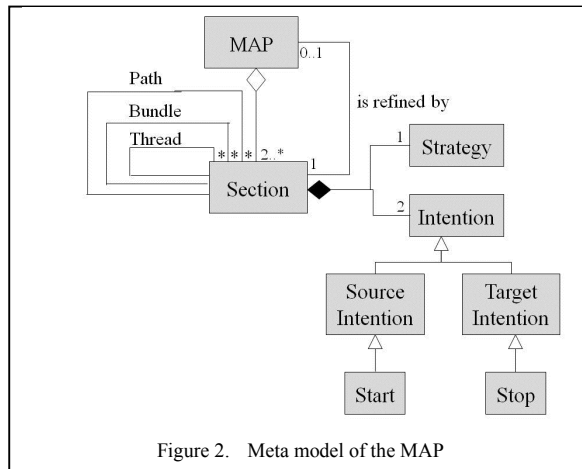 MAP
0..1
Path
is refined by
Bundle
Thread
* * * 2..*
1
1
Strategy
Section
2
Intention
Source
Intention
Target
Intention
Start
Stop
Figure 2. Meta model of the MAP